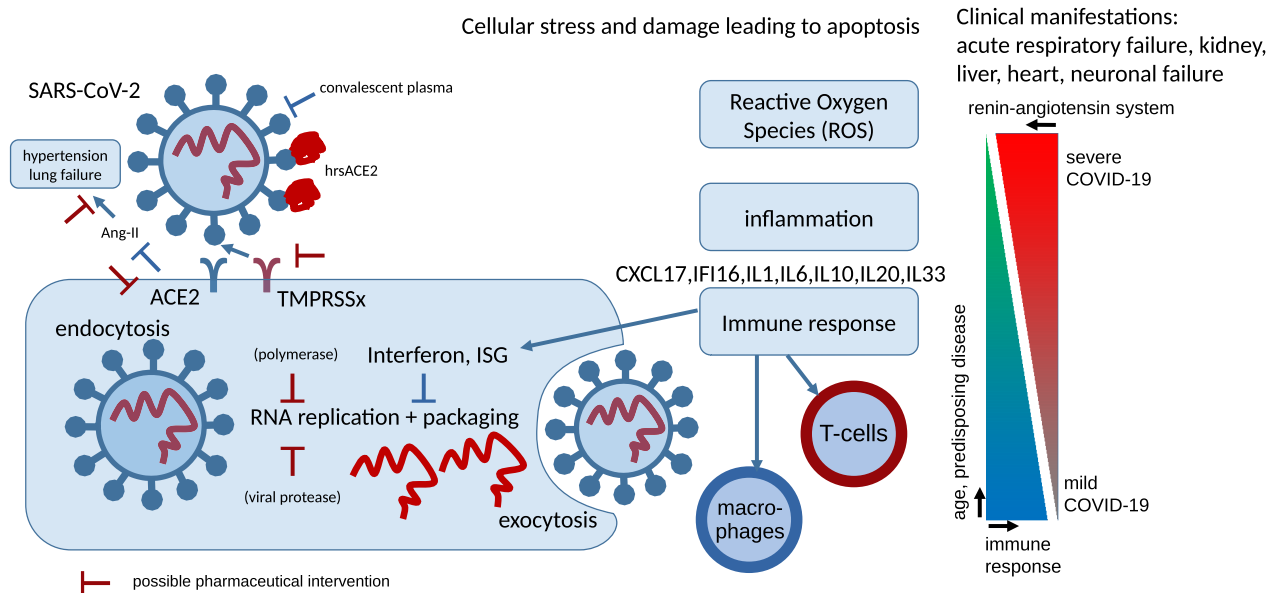 Cellular stress and damage leading to apoptosis
Clinical manifestations:
acute respiratory failure, kidney,
liver, heart, neuronal failure
SARS-CoV-2
convalescent plasma
hypertension
lung failure
hrsACE2
Ang-II
ACE2
TMPRSSx
endocytosis
(polymerase)
Interferon, ISG
RNA replication + packaging
(viral protease)
exocytosis
possible pharmaceutical intervention
Reactive Oxygen
Species (ROS)
inflammation
CXCL17,IFI16,IL1,IL6,IL10,IL20,IL33
Immune response
T-cells
macro-
phages
renin-angiotensin system
severe
COVID-19
age, predisposing disease
mild
COVID-19
immune
response